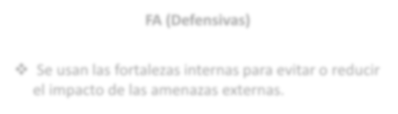 FA (Defensivas)
❖ Se usan las fortalezas internas para evitar o reducir
el impacto de las amenazas externas.